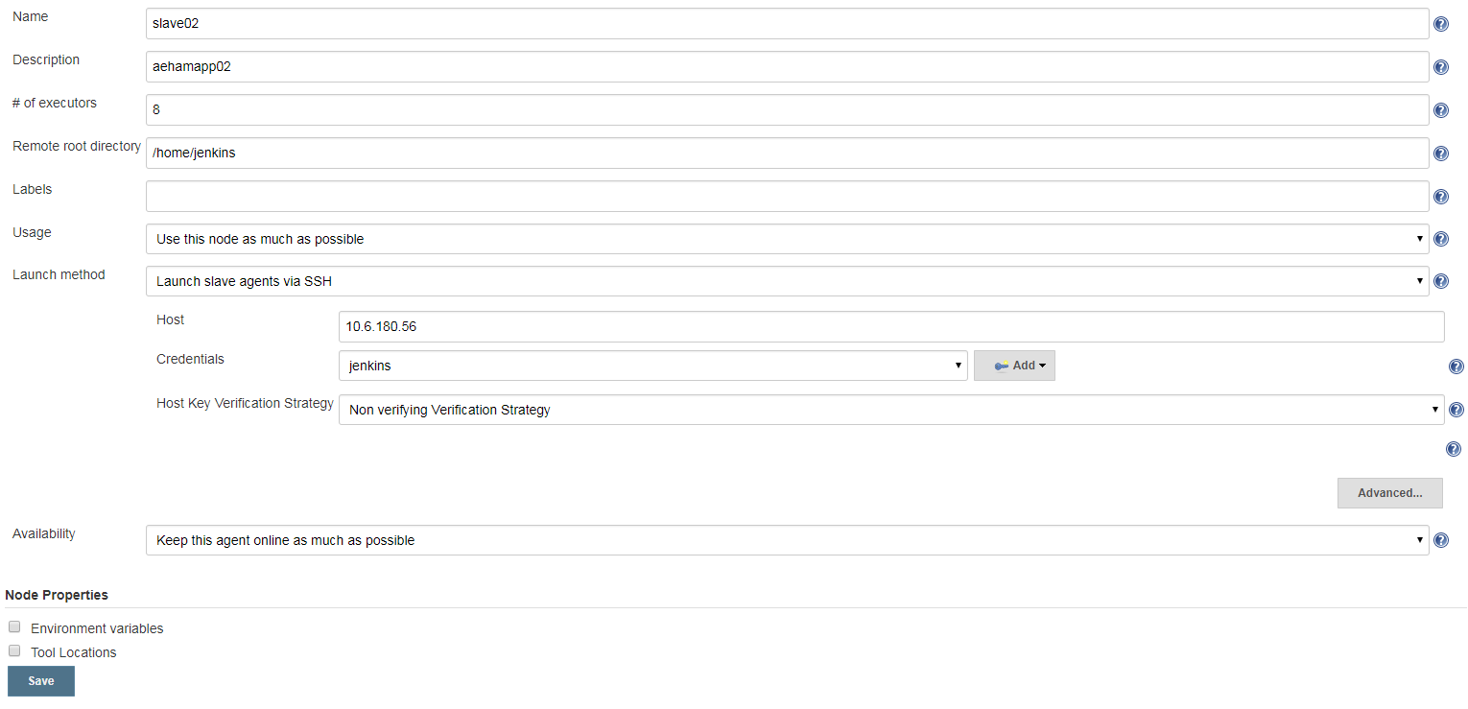 Name
slave02
Description
aehamapp02
# of executors
8
Remote root directory
/home/jenkins
Labels
Usage
Use this node as much as possible
Launch method
Launch slave agents via SSH
Host
10.6.180.56
Credentials
jenkins
Add
Host Key Verification Strategy
Non verifying Verification Strategy
Advanced...
Availability
Keep this agent online as much as possible
Node Properties
Environment variables
Tool Locations
Save